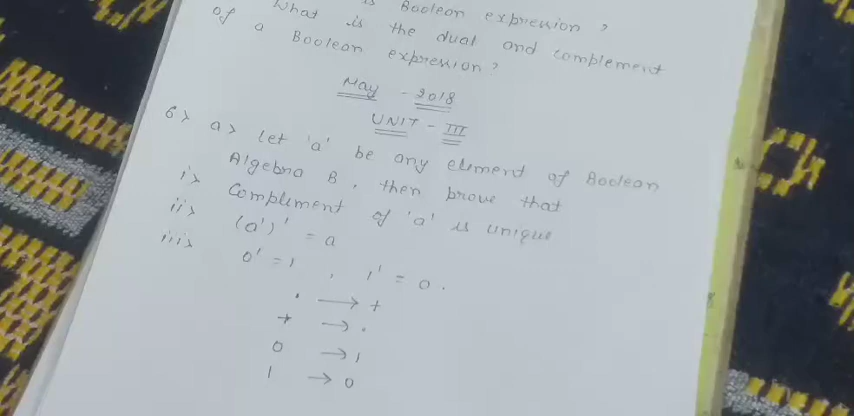 is Boolean expression ?
What is the dual and complement
of a Boolean expression ?
May - 2018
UNIT - III
6> a> let 'a' be any element of Boolean
Algebra B, then prove that
i> Compliment of 'a' is unique
ii> (a')' = a
iii> 0' = 1 , 1' = 0 .
. → +
+ → .
0 → 1
1 → 0